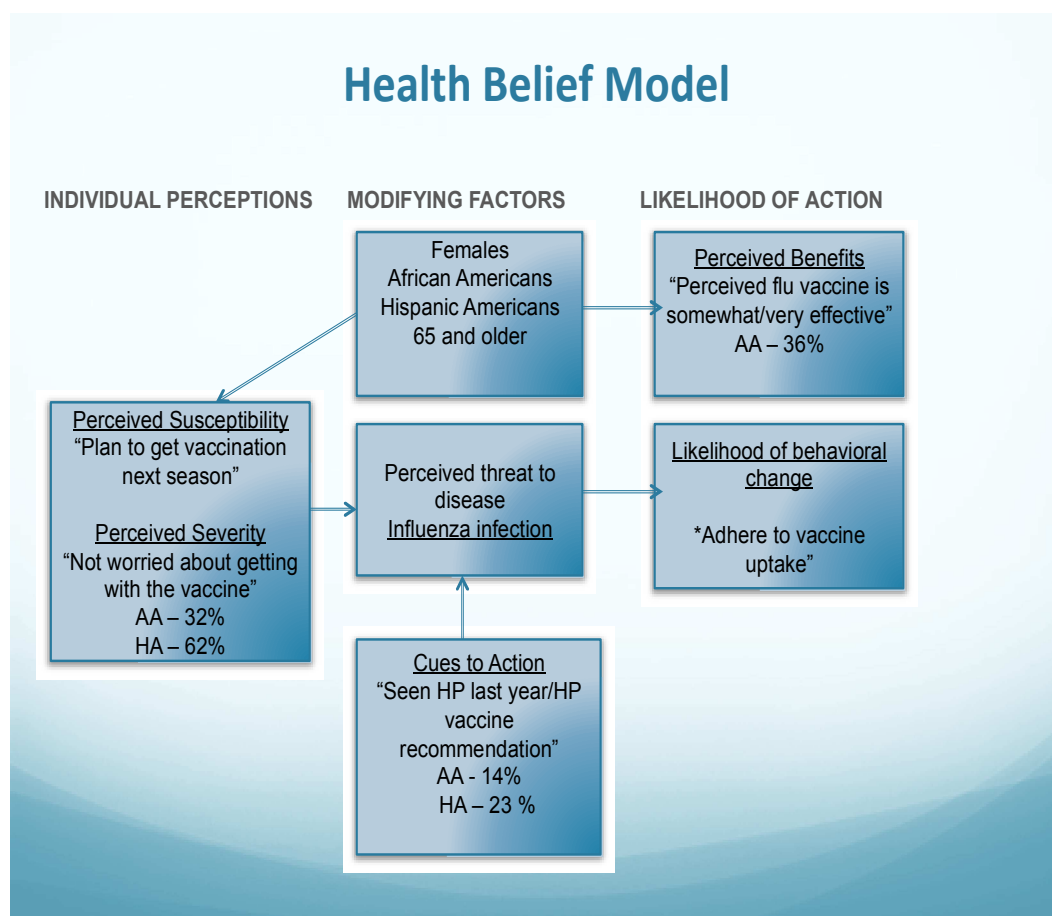 Health Belief Model
INDIVIDUAL PERCEPTIONS
MODIFYING FACTORS
LIKELIHOOD OF ACTION
Females
African Americans
Hispanic Americans
65 and older
Perceived Benefits
“Perceived flu vaccine is
somewhat/very effective”
AA – 36%
Perceived Susceptibility
“Plan to get vaccination
next season”
Perceived Severity
“Not worried about getting
with the vaccine”
AA – 32%
HA – 62%
Perceived threat to
disease
Influenza infection
Likelihood of behavioral
change
*Adhere to vaccine
uptake”
Cues to Action
“Seen HP last year/HP
vaccine
recommendation”
AA - 14%
HA – 23 %